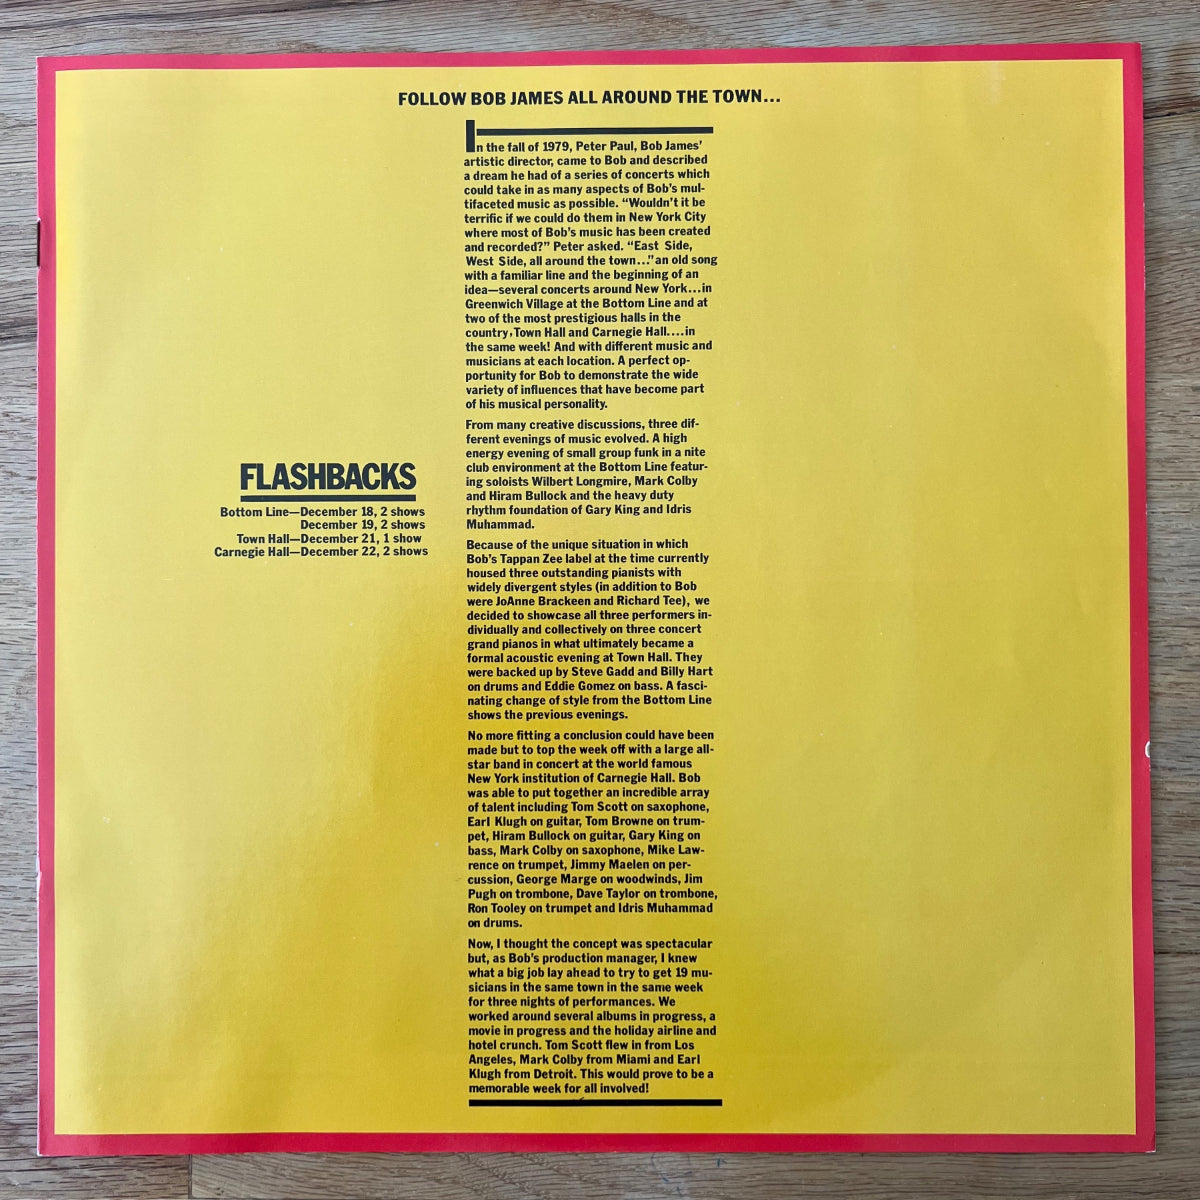 FOLLOW BOB JAMES ALL AROUND THE TOWN...
In the fall of 1979, Peter Paul, Bob James'
artistic director, came to Bob and described
a dream he had of a series of concerts which
could take in as many aspects of Bob's mul-
tifaceted music as possible. "Wouldn't it be
terrific if we could do them in New York City
where most of Bob's music has been created
and recorded?" Peter asked. "East Side,
West Side, all around the town..." an old song
with a familiar line and the beginning of an
idea—several concerts around New York...in
Greenwich Village at the Bottom Line and at
two of the most prestigious halls in the
country, Town Hall and Carnegie Hall....in
the same week! And with different music and
musicians at each location. A perfect op-
portunity for Bob to demonstrate the wide
variety of influences that have become part
of his musical personality.
From many creative discussions, three dif-
ferent evenings of music evolved. A high
energy evening of small group funk in a nite
club environment at the Bottom Line featur-
ing soloists Wilbert Longmire, Mark Colby
and Hiram Bullock and the heavy duty
rhythm foundation of Gary King and Idris
Muhammad.
Because of the unique situation in which
Bob's Tappan Zee label at the time currently
housed three outstanding pianists with
widely divergent styles (in addition to Bob
were JoAnne Brackeen and Richard Tee), we
decided to showcase all three performers in-
dividually and collectively on three concert
grand pianos in what ultimately became a
formal acoustic evening at Town Hall. They
were backed up by Steve Gadd and Billy Hart
on drums and Eddie Gomez on bass. A fasci-
nating change of style from the Bottom Line
shows the previous evenings.
No more fitting a conclusion could have been
made but to top the week off with a large all-
star band in concert at the world famous
New York institution of Carnegie Hall. Bob
was able to put together an incredible array
of talent including Tom Scott on saxophone,
Earl Klugh on guitar, Tom Browne on trum-
pet, Hiram Bullock on guitar, Gary King on
bass, Mark Colby on saxophone, Mike Law-
rence on trumpet, Jimmy Maelen on per-
cussion, George Marge on woodwinds, Jim
Pugh on trombone, Dave Taylor on trombone,
Ron Tooley on trumpet and Idris Muhammad
on drums.
Now, I thought the concept was spectacular
but, as Bob's production manager, I knew
what a big job lay ahead to try to get 19 mu-
sicians in the same town in the same week
for three nights of performances. We
worked around several albums in progress, a
movie in progress and the holiday airline and
hotel crunch. Tom Scott flew in from Los
Angeles, Mark Colby from Miami and Earl
Klugh from Detroit. This would prove to be a
memorable week for all involved!
FLASHBACKS
Bottom Line—December 18, 2 shows
December 19, 2 shows
Town Hall—December 21, 1 show
Carnegie Hall—December 22, 2 shows